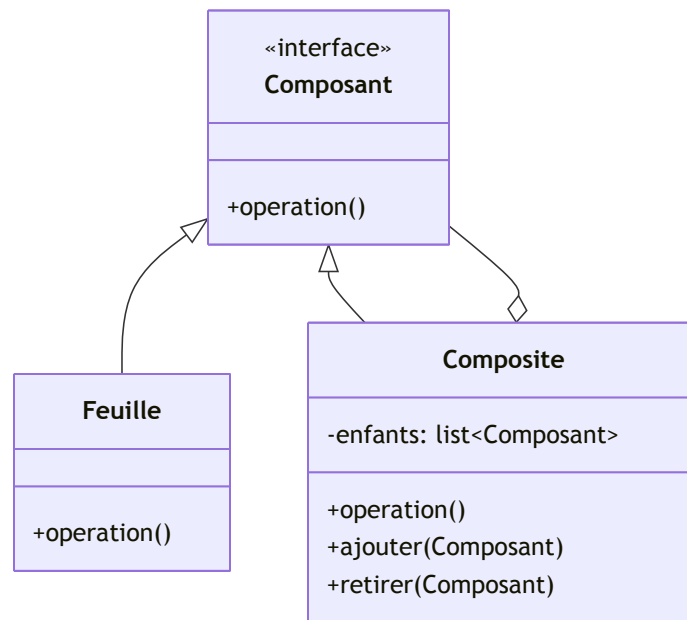 «interface»
Composant
+operation()
Feuille
+operation()
Composite
-enfants: list<Composant>
+operation()
+ajouter(Composant)
+retirer(Composant)